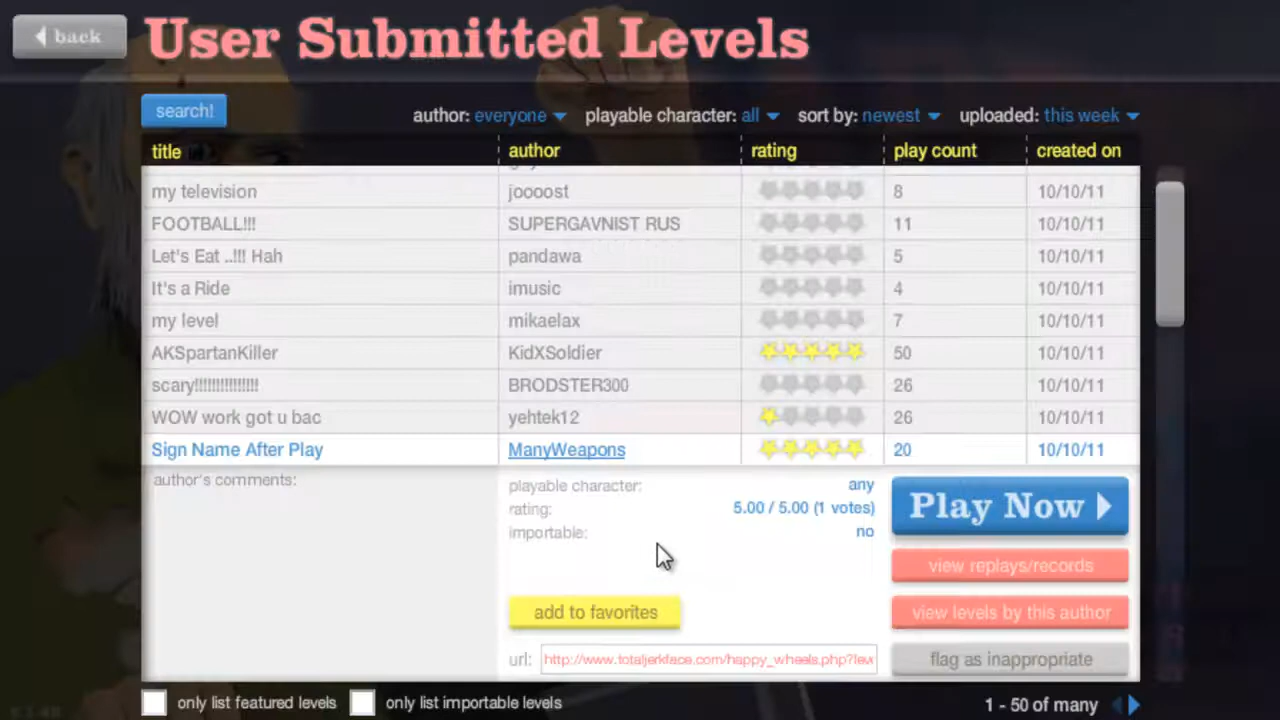 back
User Submitted Levels
search!
author: everyone playable character: all sort by: newest uploaded: this week
title author rating play count created on
my television joooost 8 10/10/11
FOOTBALL!!! SUPERGAVNIST RUS 11 10/10/11
Let's Eat ..!!! Hah pandawa 5 10/10/11
It's a Ride imusic 4 10/10/11
my level mikaelax 7 10/10/11
AKSpartanKiller KidXSoldier 50 10/10/11
scary!!!!!!!!!!!!!!! BRODSTER300 26 10/10/11
WOW work got u bac yehtek12 26 10/10/11
Sign Name After Play ManyWeapons 20 10/10/11
author's comments:
playable character: any
rating: 5.00 / 5.00 (1 votes)
importable: no
Play Now
view replays/records
add to favorites
view levels by this author
url: http://www.totaljerkface.com/happy_wheels.php?lev
flag as inappropriate
only list featured levels only list importable levels 1 - 50 of many